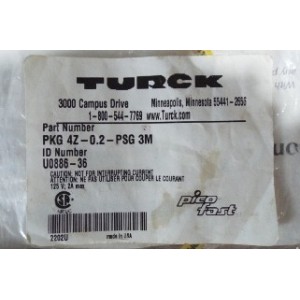 TURCK
3000 Campus Drive Minneapolis, Minnesota 55441-2656
1-800-544-7769 www.Turck.com
Part Number
PKG 4Z-0.2-PSG 3M
ID Number
U0886-36
CAUTION: NOT FOR INTERRUPTING CURRENT
ATTENTION: NE PAS UTILISER POUR COUPER LE COURANT
125 V; 2A max.
pico fast
2202U made in USA